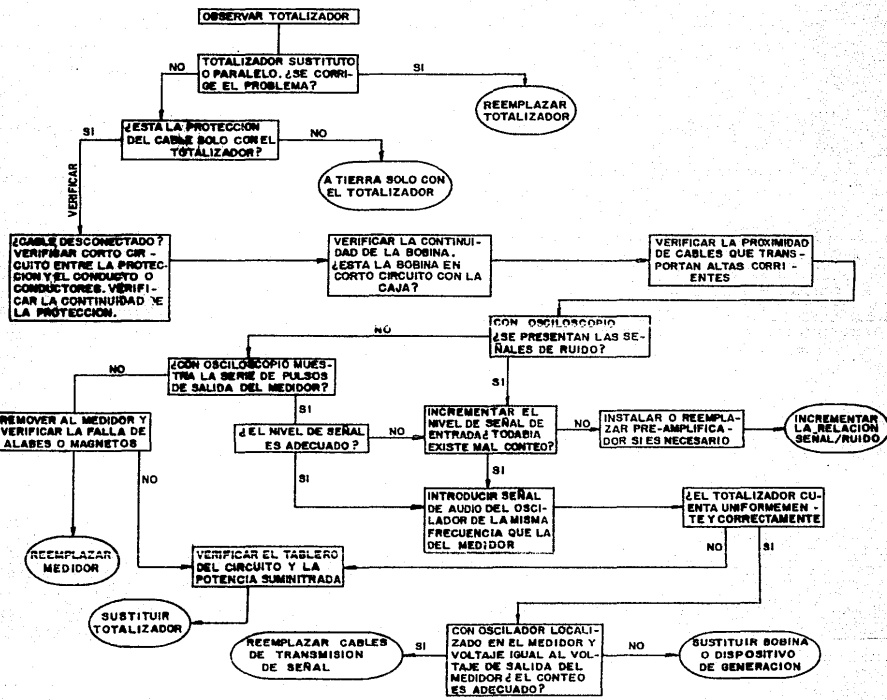 OBSERVAR TOTALIZADOR
TOTALIZADOR SUSTITUTO
O PARALELO. ¿SE CORRI-
GE EL PROBLEMA?
NO
SI
REEMPLAZAR
TOTALIZADOR
¿ESTA LA PROTECCION
DEL CABLE SOLO CON EL
TOTALIZADOR?
SI
NO
A TIERRA SOLO CON
EL TOTALIZADOR
VERIFICAR
¿CABLE DESCONECTADO?
VERIFICAR CORTO CIR-
CUITO ENTRE LA PROTEC-
CION Y EL CONDUCTO O
CONDUCTORES. VERIFI-
CAR LA CONTINUIDAD DE
LA PROTECCION.
VERIFICAR LA CONTINUI-
DAD DE LA BOBINA.
¿ESTA LA BOBINA EN
CORTO CIRCUITO CON LA
CAJA?
VERIFICAR LA PROXIMIDAD
DE CABLES QUE TRANS-
PORTAN ALTAS CORRI-
ENTES
CON OSCILOSCOPIO
¿SE PRESENTAN LAS SE-
ÑALES DE RUIDO?
NO
SI
¿CON OSCILOSCOPIO MUES-
TRA LA SERIE DE PULSOS
DE SALIDA DEL MEDIDOR?
NO
SI
REMOVER AL MEDIDOR Y
VERIFICAR LA FALLA DE
ALABES O MAGNETOS
NO
¿EL NIVEL DE SEÑAL
ES ADECUADO?
NO
SI
INCREMENTAR EL
NIVEL DE SEÑAL DE
ENTRADA ¿TODABIA
EXISTE MAL CONTEO?
NO
SI
INSTALAR O REEMPLA-
ZAR PRE-AMPLIFICA-
DOR SI ES NECESARIO
INCREMENTAR
LA RELACION
SEÑAL/RUIDO
INTRODUCIR SEÑAL
DE AUDIO DEL OSCI-
LADOR DE LA MISMA
FRECUENCIA QUE LA
DEL MEDIDOR
¿EL TOTALIZADOR CU-
ENTA UNIFORMEMEN-
TE Y CORRECTAMENTE
NO
SI
REEMPLAZAR
MEDIDOR
VERIFICAR EL TABLERO
DEL CIRCUITO Y LA
POTENCIA SUMINITRADA
SUSTITUIR
TOTALIZADOR
REEMPLAZAR CABLES
DE TRANSMISION
DE SEÑAL
SI
CON OSCILADOR LOCALI-
ZADO EN EL MEDIDOR Y
VOLTAJE IGUAL AL VOL-
TAJE DE SALIDA DEL
MEDIDOR ¿EL CONTEO
ES ADECUADO?
NO
SUSTITUIR BOBINA
O DISPOSITIVO
DE GENERACION